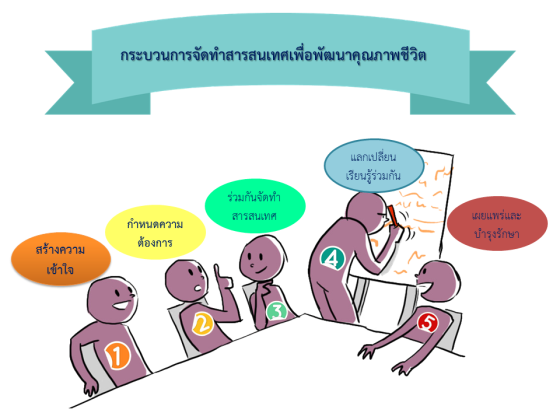 กระบวนการจัดทำสารสนเทศเพื่อพัฒนาคุณภาพชีวิต
แลกเปลี่ยน
เรียนรู้ร่วมกัน
ร่วมกันจัดทำ
สารสนเทศ
กำหนดความ
ต้องการ
เผยแพร่และ
บำรุงรักษา
สร้างความ
เข้าใจ
1
2
3
4
5